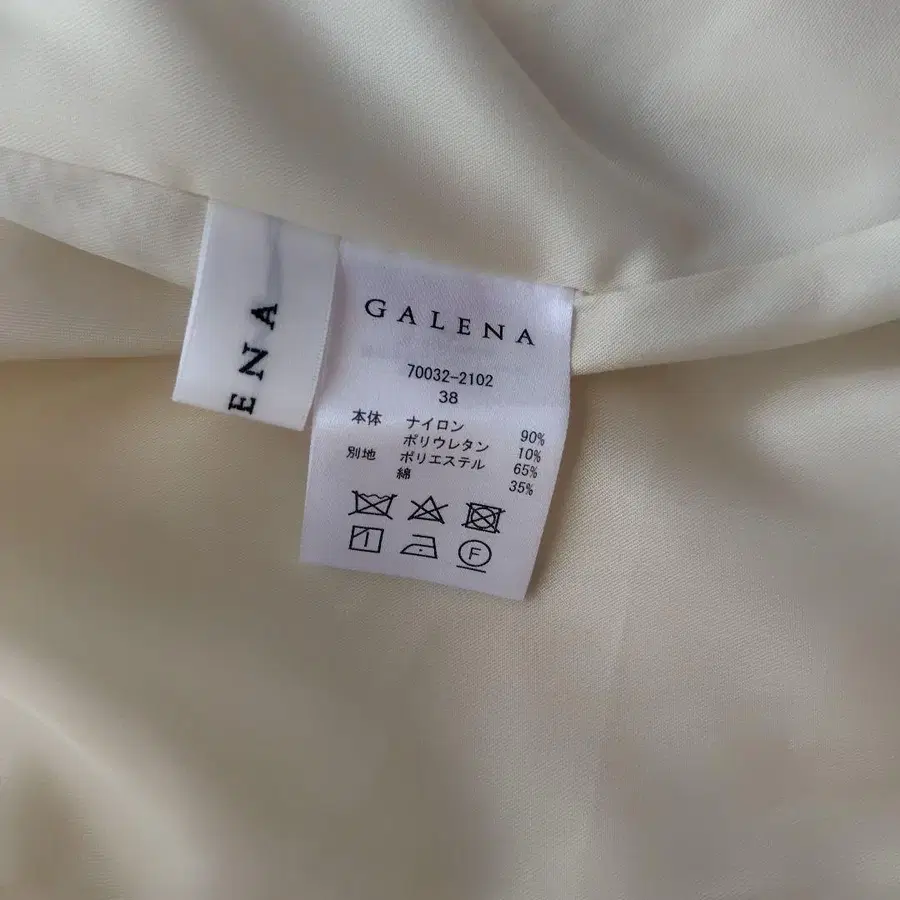 ENA
GALENA
70032-2102
38
本体 ナイロン 90%
ポリウレタン 10%
別地 ポリエステル 65%
綿 35%
F